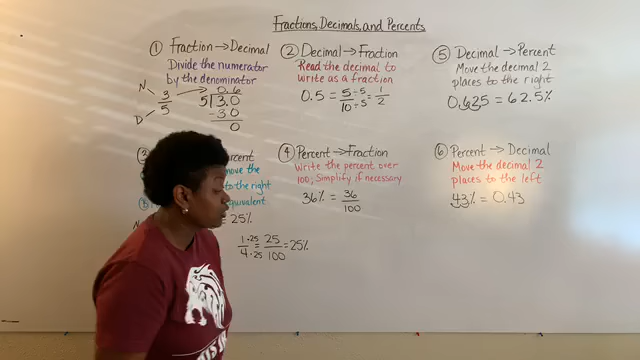 Fractions, Decimals, and Percents
① Fraction → Decimal
Divide the numerator
by the denominator
N
3
5
D
0.6
5 3.0
-30
0
② Decimal → Fraction
Read the decimal to
write as a fraction
0.5 = 5 ÷5 = 1
10 ÷5 2
⑤ Decimal → Percent
Move the decimal 2
places to the right
0.625 = 62.5%
③
the
to the right
= 25%
1 ·25 = 25 = 25%
4 ·25 100
④ Percent → Fraction
Write the percent over
100; Simplify if necessary
36% = 36
100
⑥ Percent → Decimal
Move the decimal 2
places to the left
43% = 0.43